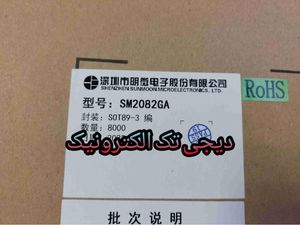 深圳市明微电子股份有限公司
SHENZHEN SUNMOON MICROELECTRONICS CO., LTD
RoHS
型号：SM2082GA
封装：SOT89-3 编
数量：8000
دیجی تک الکترونیک
批 次 说 明